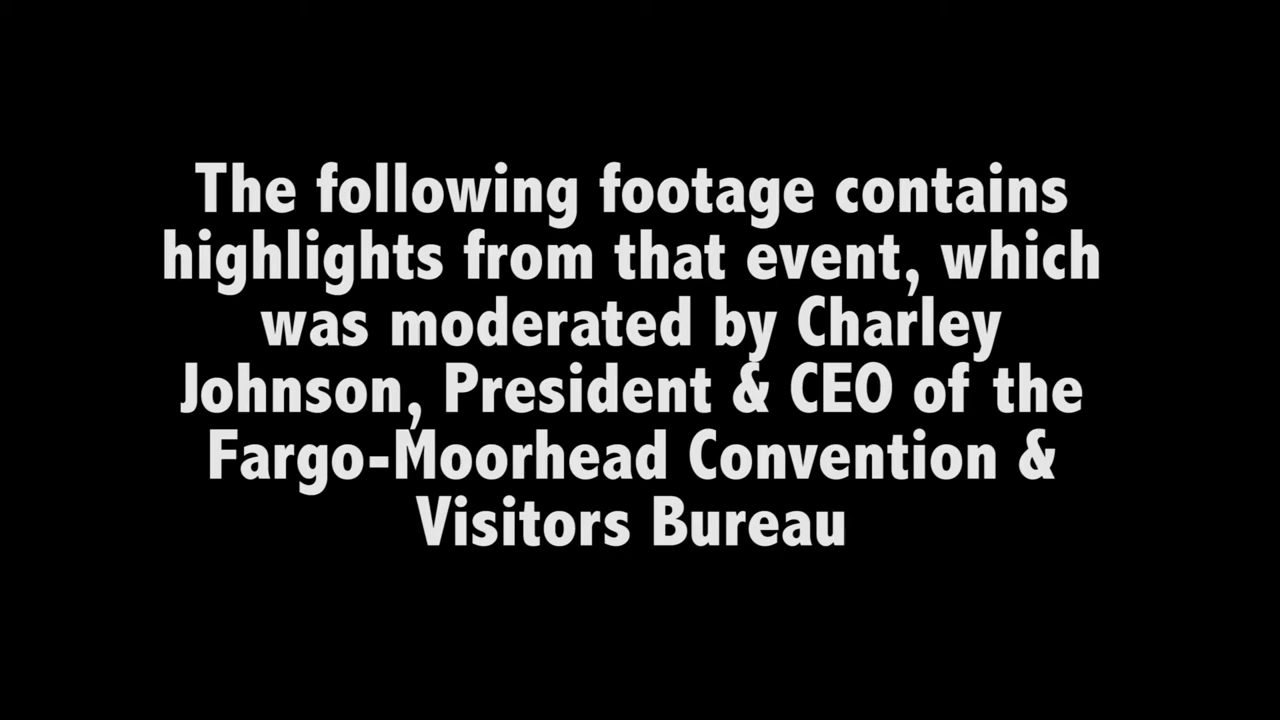 The following footage contains
highlights from that event, which
was moderated by Charley
Johnson, President & CEO of the
Fargo-Moorhead Convention &
Visitors Bureau